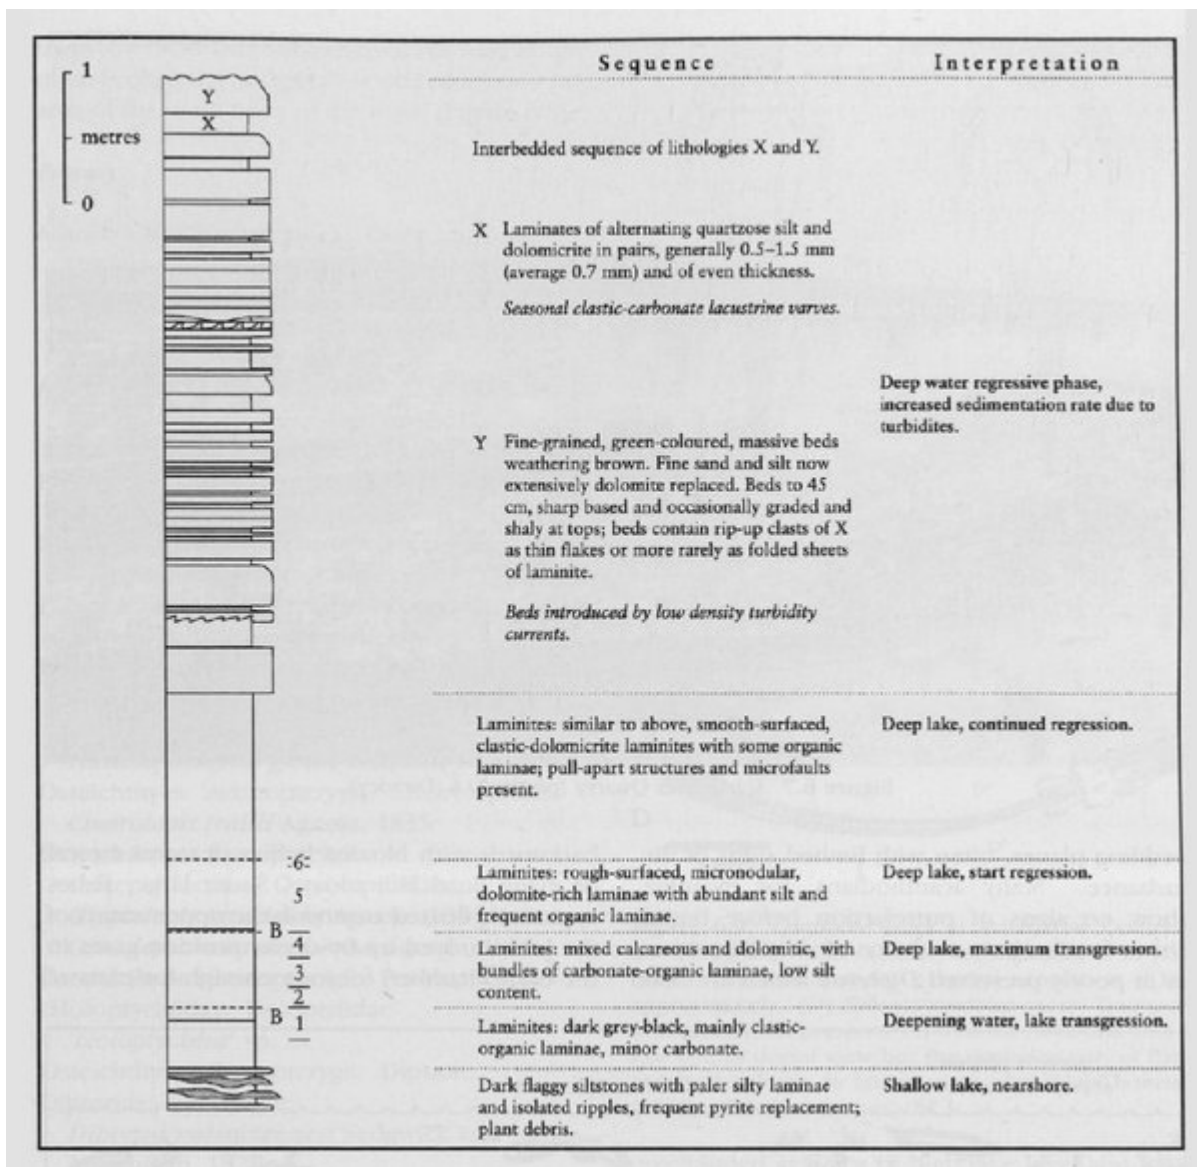 Sequence
Interpretation
1
metres
0
Y
X
Interbedded sequence of lithologies X and Y.
X Laminates of alternating quartzose silt and
dolomicrite in pairs, generally 0.5–1.5 mm
(average 0.7 mm) and of even thickness.
Seasonal clastic-carbonate lacustrine varves.
Deep water regressive phase,
increased sedimentation rate due to
turbidites.
Y Fine-grained, green-coloured, massive beds
weathering brown. Fine sand and silt now
extensively dolomite replaced. Beds to 45
cm, sharp based and occasionally graded and
shaly at tops; beds contain rip-up clasts of X
as thin flakes or more rarely as folded sheets
of laminite.
Beds introduced by low density turbidity
currents.
Laminites: similar to above, smooth-surfaced,
clastic-dolomicrite laminites with some organic
laminae; pull-apart structures and microfaults
present.
Deep lake, continued regression.
6
5
Laminites: rough-surfaced, micronodular,
dolomite-rich laminae with abundant silt and
frequent organic laminae.
Deep lake, start regression.
B
4
3
2
Laminites: mixed calcareous and dolomitic, with
bundles of carbonate-organic laminae, low silt
content.
Deep lake, maximum transgression.
B
1
Laminites: dark grey-black, mainly clastic-
organic laminae, minor carbonate.
Deepening water, lake transgression.
Dark flaggy siltstones with paler silty laminae
and isolated ripples, frequent pyrite replacement;
plant debris.
Shallow lake, nearshore.